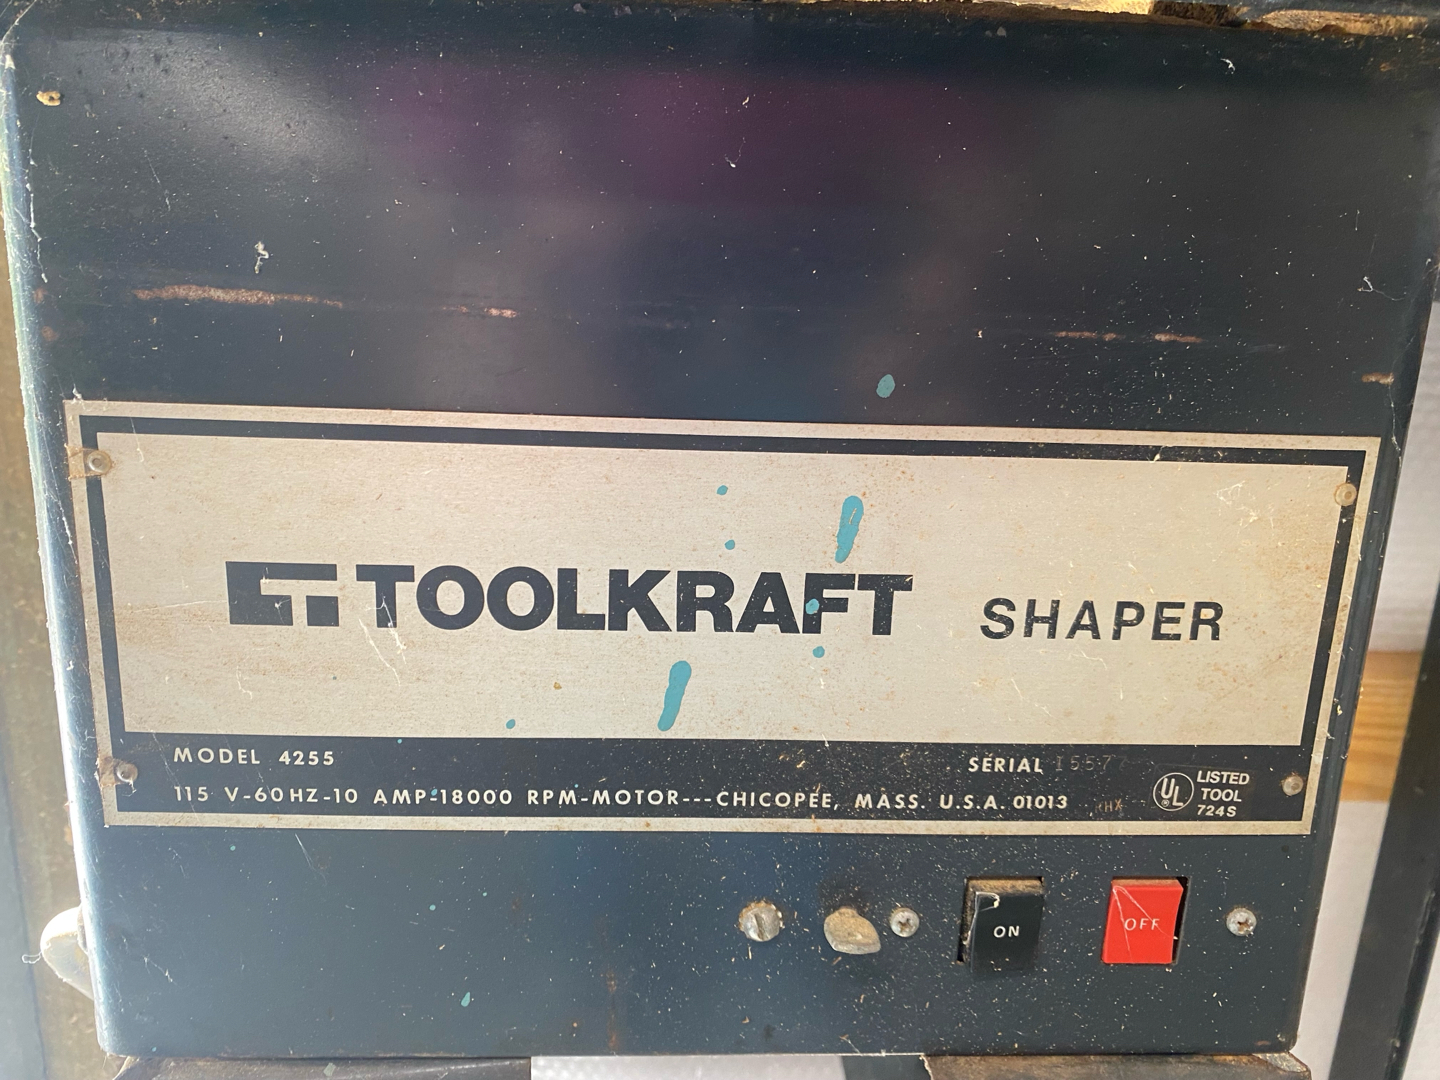 TOOLKRAFT SHAPER
MODEL 4255
SERIAL
115 V-60HZ-10 AMP-18000 RPM-MOTOR---CHICOPEE, MASS. U.S.A. 01013
UL
LISTED
TOOL
724S
ON
OFF